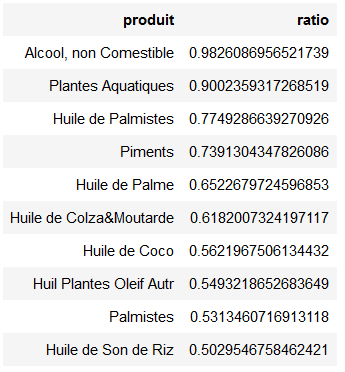 produit ratio
Alcool, non Comestible 0.9826086956521739
Plantes Aquatiques 0.9002359317268519
Huile de Palmistes 0.7749286639270926
Piments 0.7391304347826086
Huile de Palme 0.6522679724596853
Huile de Colza&Moutarde 0.6182007324197117
Huile de Coco 0.5621967506134432
Huil Plantes Oleif Autr 0.5493218652683649
Palmistes 0.5313460716913118
Huile de Son de Riz 0.5029546758462421